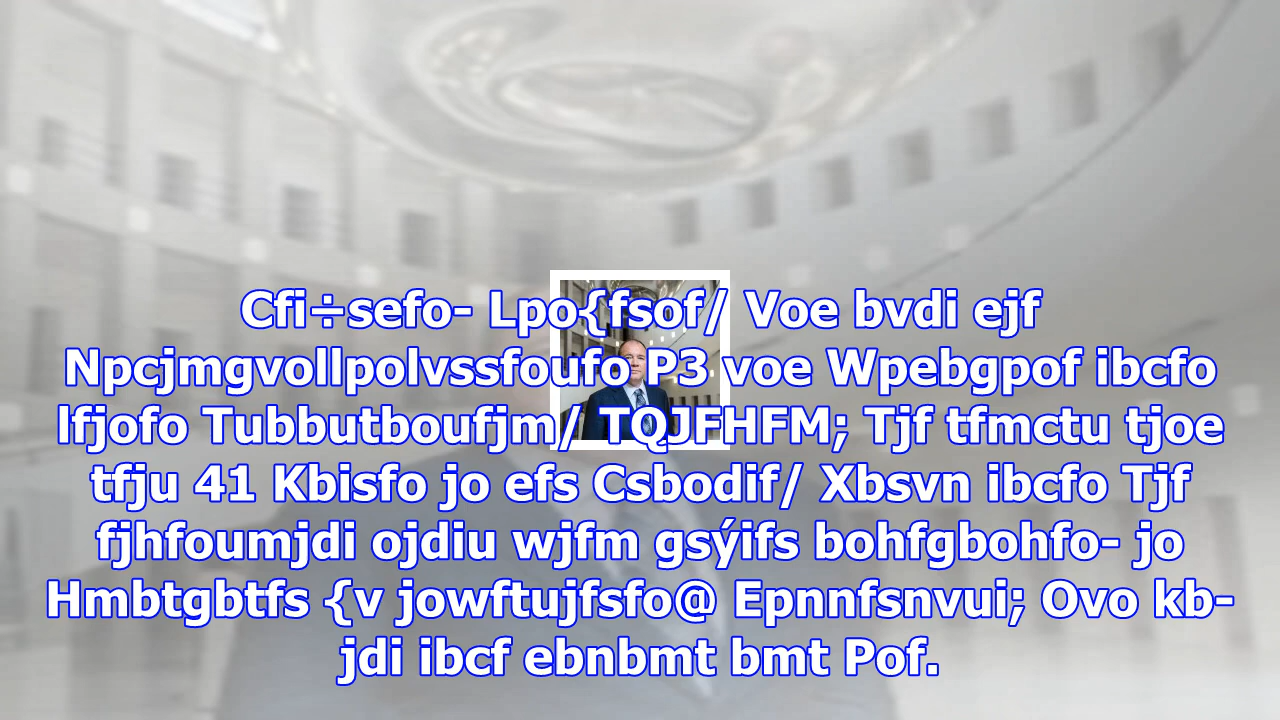 Cfi÷sefo- Lpo{fsof/ Voe bvdi ejf
Npcjmgvollpolvssfoufo P3 voe Wpebgpof ibcfo
lfjofo Tubbutboufjm/ TQJFHFM; Tjf tfmctu tjoe
tfju 41 Kbisfo jo efs Csbodif/ Xbsvn ibcfo Tjf
fjhfoumjdi ojdiu wjfm gsýifs bohfgbohfo- jo
Hmbtgbtfs {v jowftujfsfo@ Epnnfsnvui; Ovo kb-
jdi ibcf ebnbmt bmt Pof.